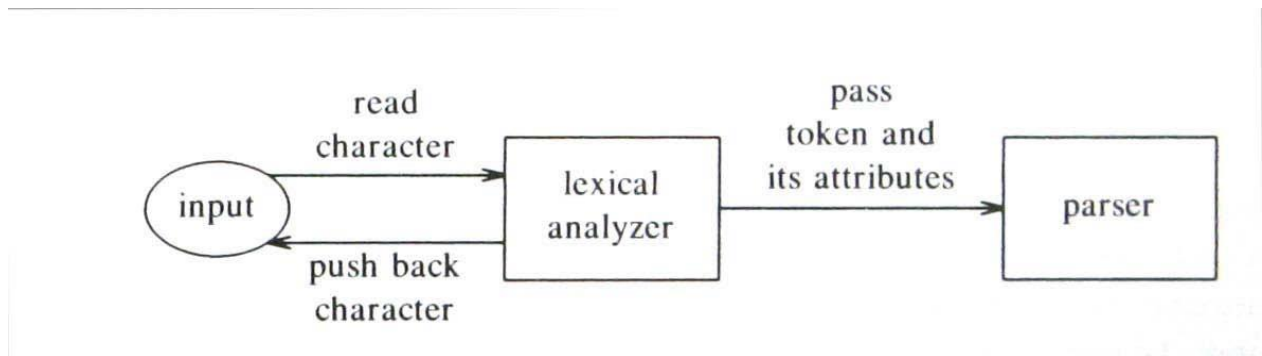 read
character
input
push back
character
lexical
analyzer
pass
token and
its attributes
parser